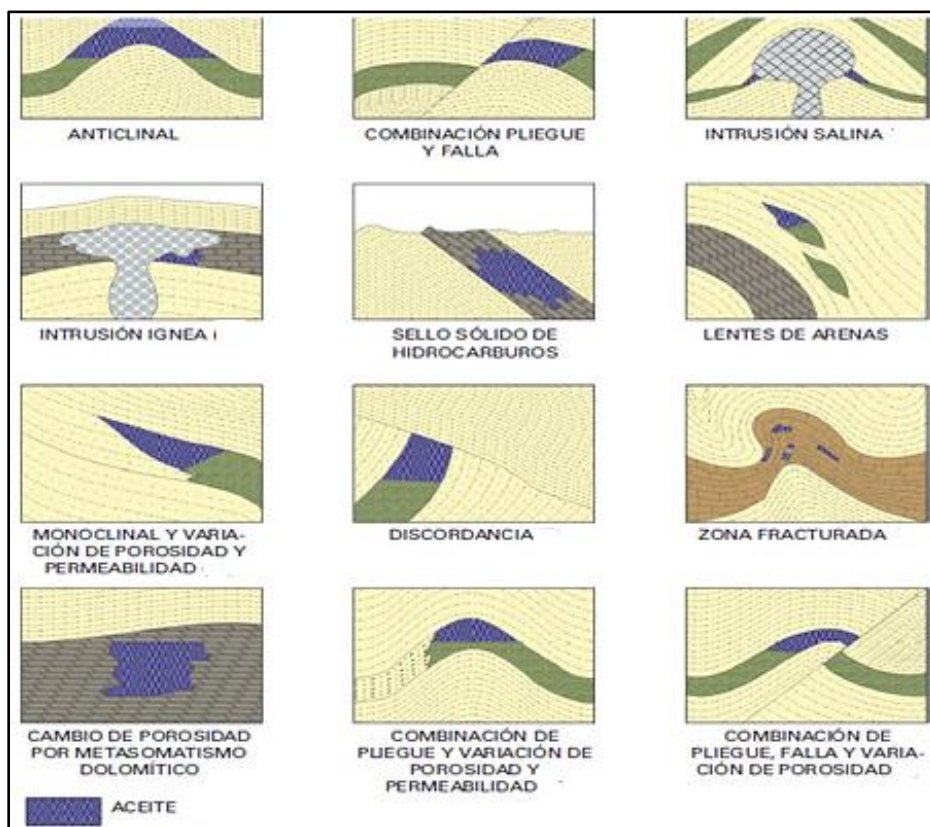 ANTICLINAL
COMBINACIÓN PLIEGUE
Y FALLA
INTRUSIÓN SALINA
INTRUSIÓN IGNEA
SELLO SÓLIDO DE
HIDROCARBUROS
LENTES DE ARENAS
MONOCLINAL Y VARIA-
CIÓN DE POROSIDAD Y
PERMEABILIDAD
DISCORDANCIA
ZONA FRACTURADA
CAMBIO DE POROSIDAD
POR METASOMATISMO
DOLOMÍTICO
COMBINACIÓN DE
PLIEGUE Y VARIACIÓN DE
POROSIDAD Y
PERMEABILIDAD
COMBINACIÓN DE
PLIEGUE, FALLA Y VARIA-
CIÓN DE POROSIDAD
ACEITE